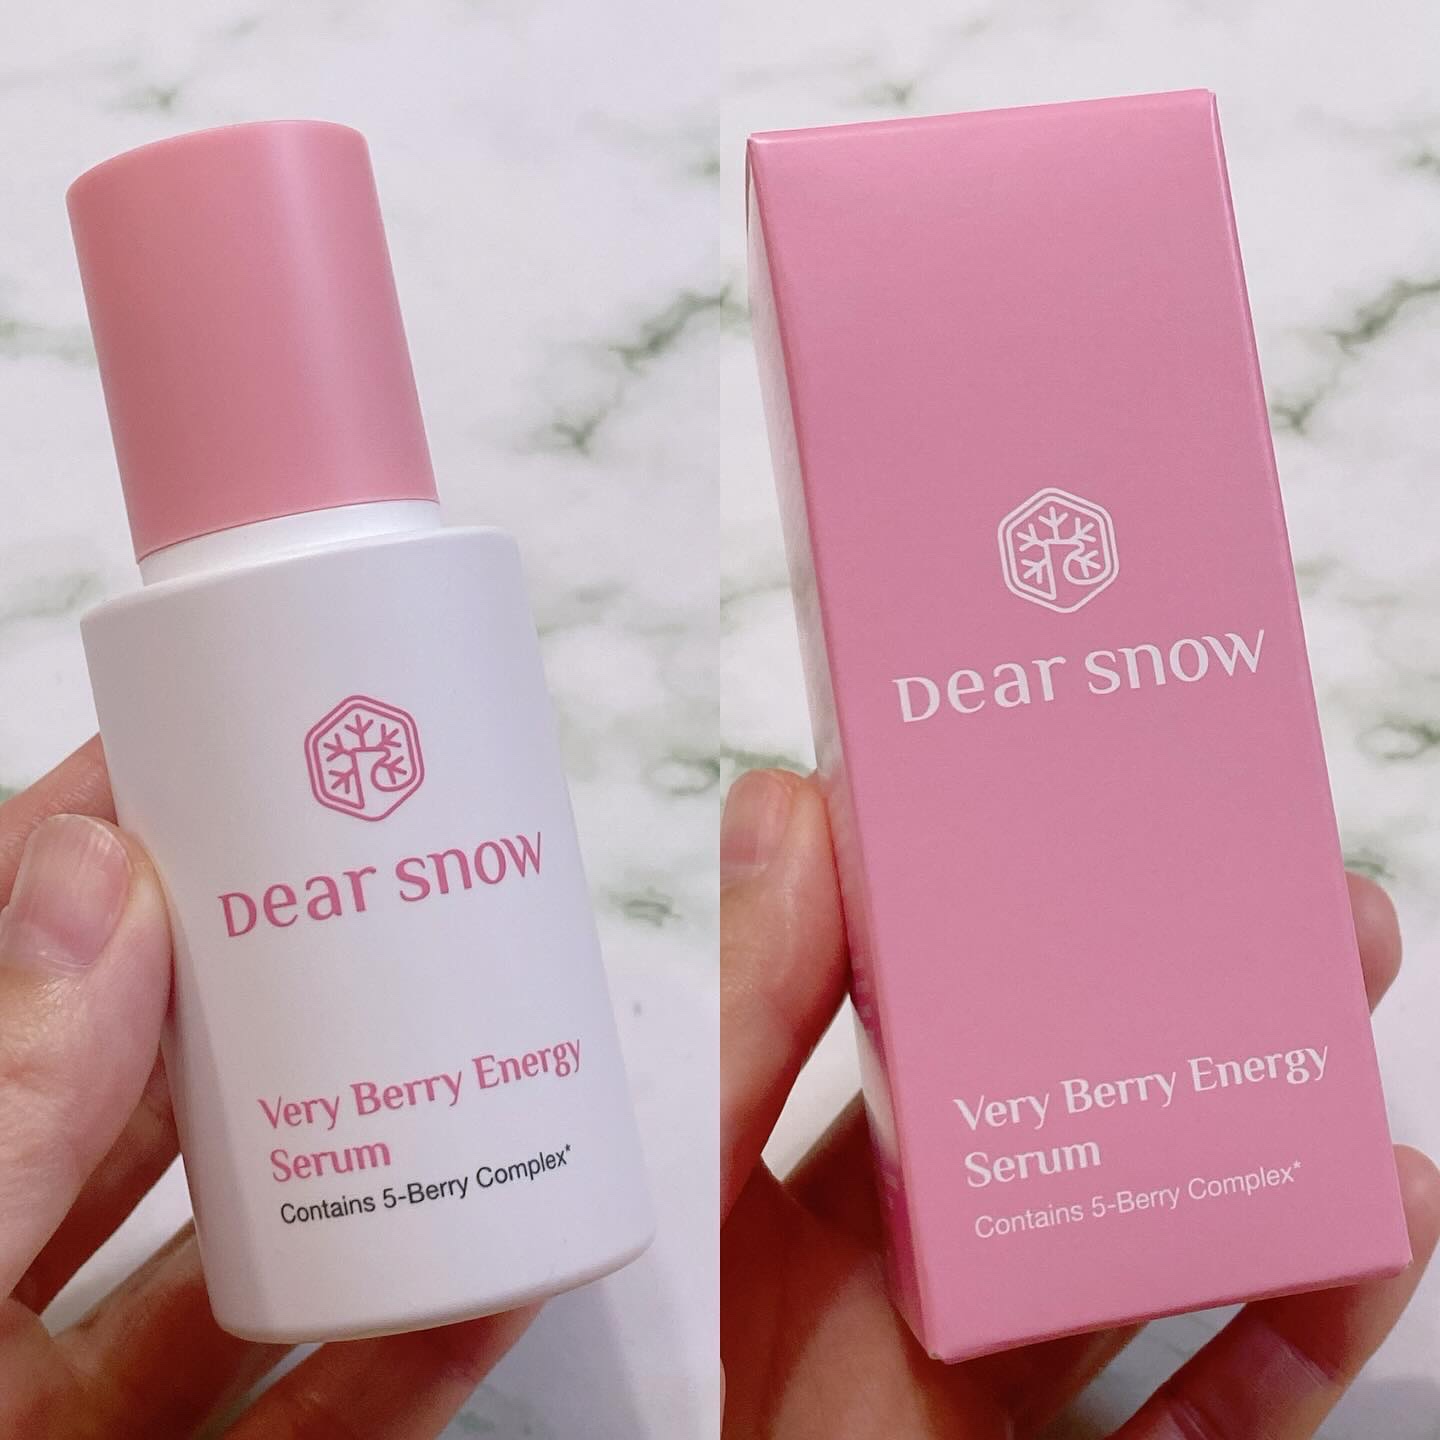 Dear snow
Very Berry Energy
Serum
Contains 5-Berry Complex*
Dear snow
Very Berry Energy
Serum
Contains 5-Berry Complex*